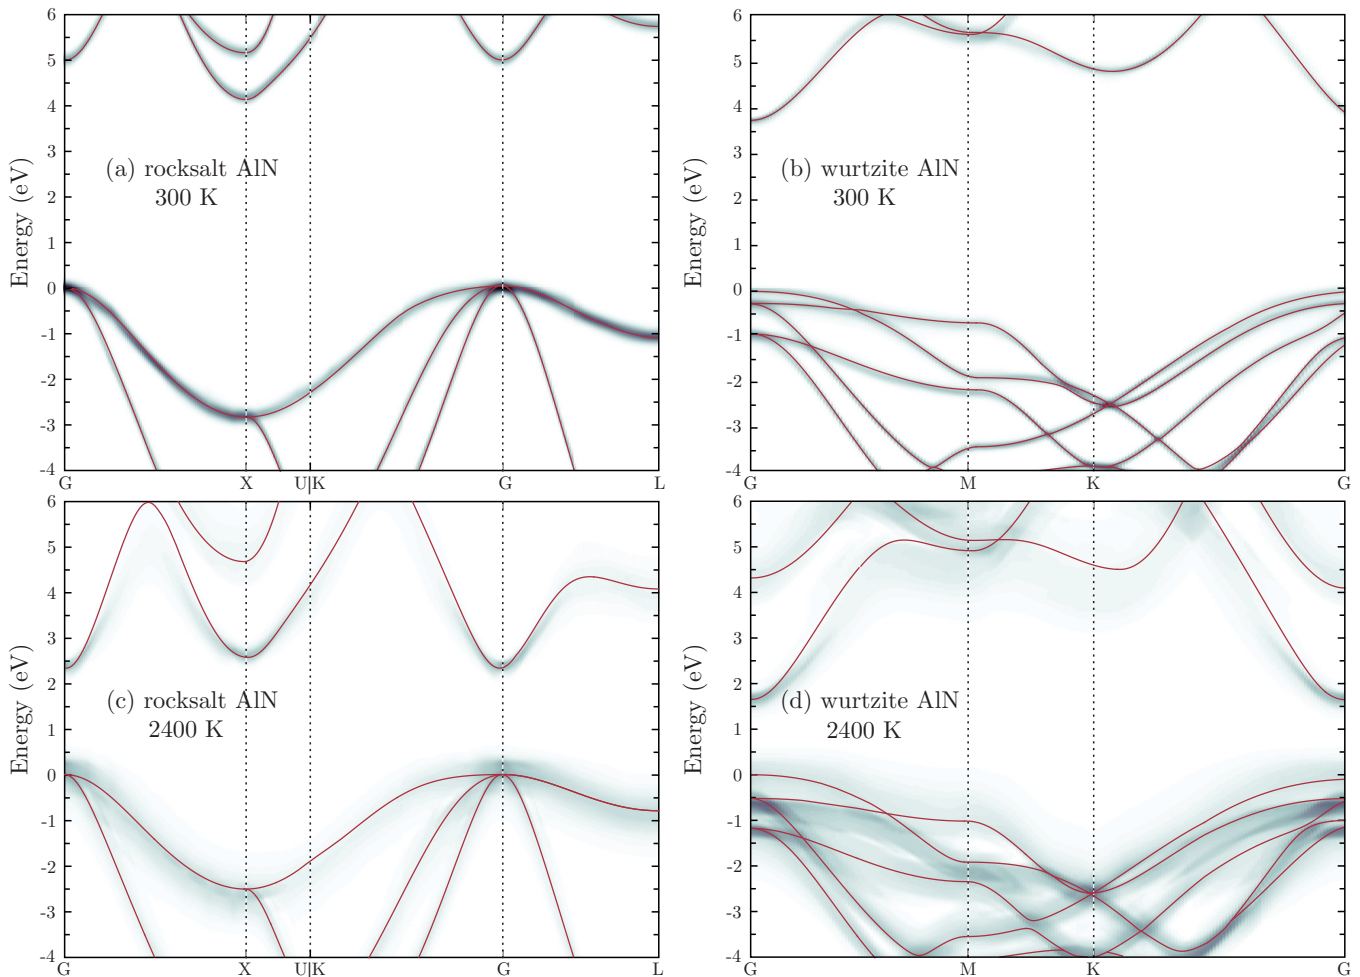 6
5
4
3
2
1
0
-1
-2
-3
-4
Energy (eV)
(a) rocksalt AlN
300 K
G X U|K G L
6
5
4
3
2
1
0
-1
-2
-3
-4
Energy (eV)
(b) wurtzite AlN
300 K
G M K G
6
5
4
3
2
1
0
-1
-2
-3
-4
Energy (eV)
(c) rocksalt AlN
2400 K
G X U|K G L
6
5
4
3
2
1
0
-1
-2
-3
-4
Energy (eV)
(d) wurtzite AlN
2400 K
G M K G